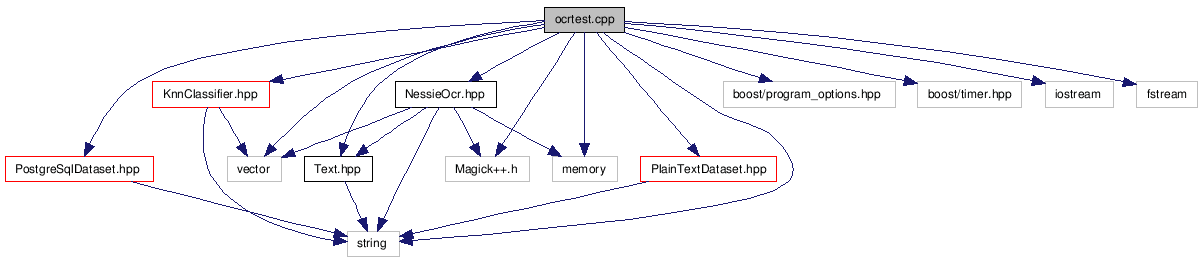 ocrtest.cpp
KnnClassifier.hpp
NessieOcr.hpp
boost/program_options.hpp
boost/timer.hpp
iostream
fstream
PostgreSqlDataset.hpp
vector
Text.hpp
Magick++.h
memory
PlainTextDataset.hpp
string